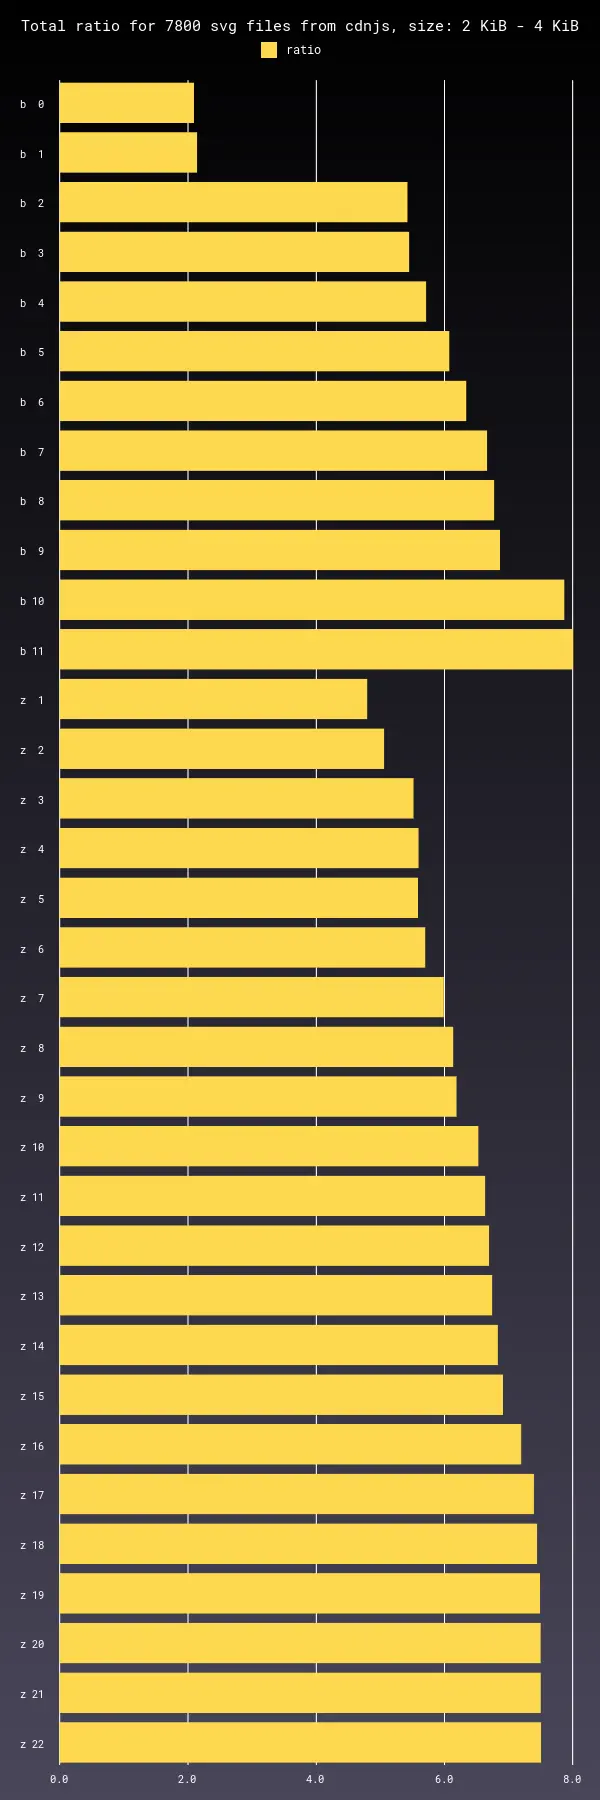 Total ratio for 7800 svg files from cdnjs, size: 2 KiB - 4 KiB
ratio
b 0
b 1
b 2
b 3
b 4
b 5
b 6
b 7
b 8
b 9
b 10
b 11
z 1
z 2
z 3
z 4
z 5
z 6
z 7
z 8
z 9
z 10
z 11
z 12
z 13
z 14
z 15
z 16
z 17
z 18
z 19
z 20
z 21
z 22
0.0 2.0 4.0 6.0 8.0